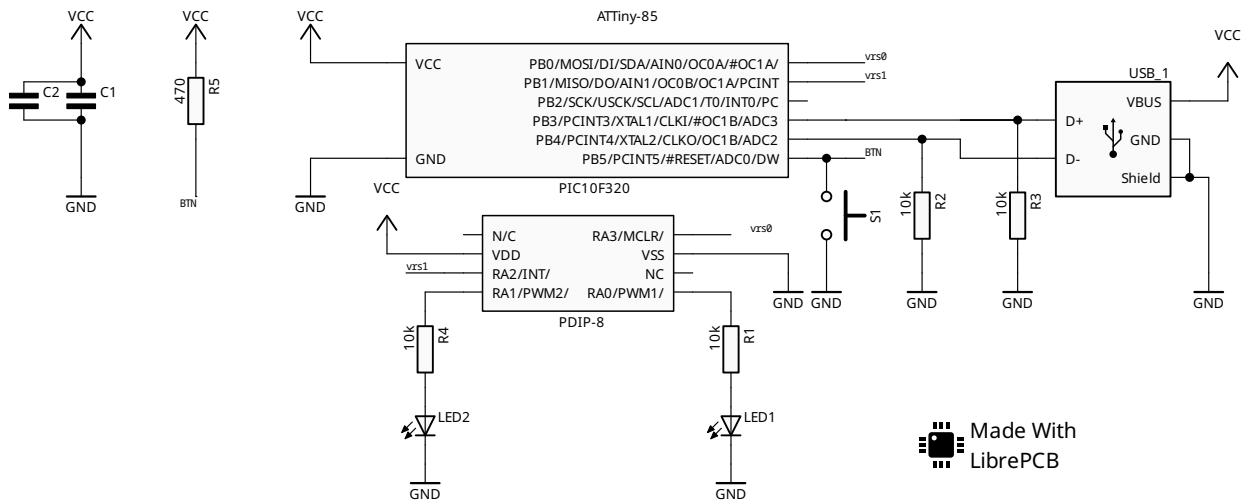 VCC
VCC
VCC
ATTiny-85
VCC
C2
C1
470
R5
GND
BTN
GND
VCC
GND
PB0/MOSI/DI/SDA/AIN0/OC0A/#OC1A/
PB1/MISO/DO/AIN1/OC0B/OC1A/PCINT
PB2/SCK/USCK/SCL/ADC1/T0/INT0/PC
PB3/PCINT3/XTAL1/CLKI/#OC1B/ADC3
PB4/PCINT4/XTAL2/CLKO/OC1B/ADC2
PB5/PCINT5/#RESET/ADC0/DW
PIC10F320
vrs0
vrs1
BTN
USB_1
VBUS
D+
GND
D-
Shield
GND
VCC
N/C
RA3/MCLR/
vrs0
VDD
VSS
vrs1
RA2/INT/
NC
RA1/PWM2/
RA0/PWM1/
PDIP-8
GND
S1
GND
10k
R2
GND
10k
R3
GND
10k
R4
10k
R1
LED2
LED1
GND
GND
Made With
LibrePCB